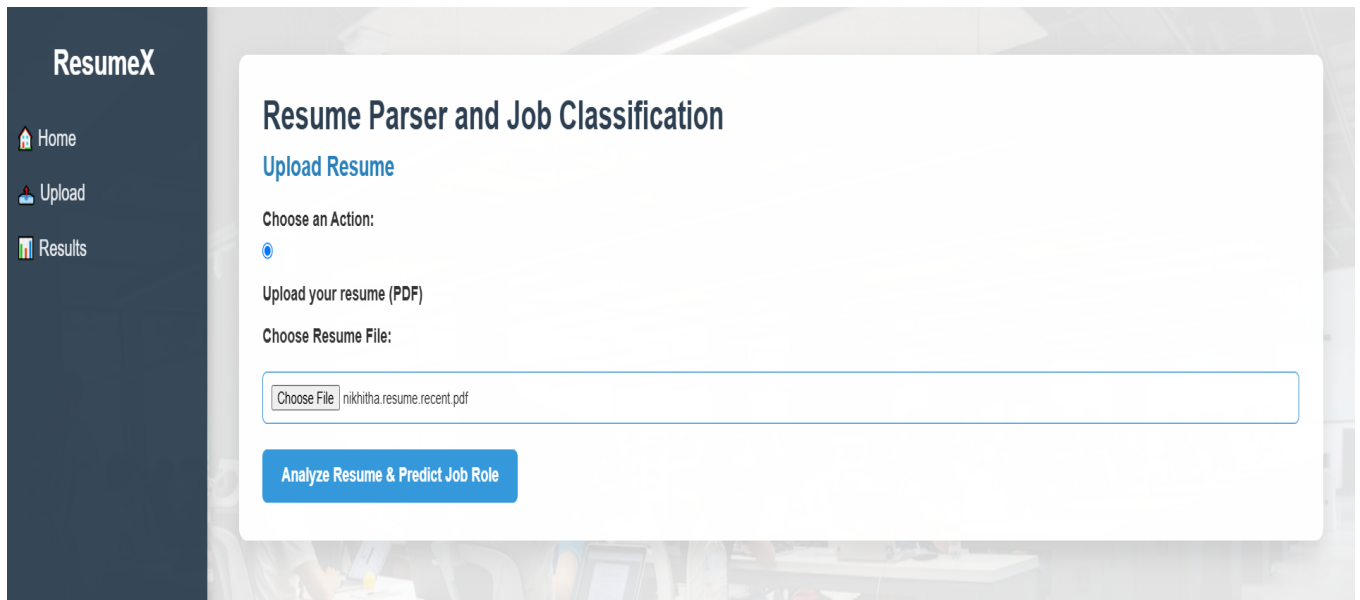 ResumeX
Home
Upload
Results
Resume Parser and Job Classification
Upload Resume
Choose an Action:
Upload your resume (PDF)
Choose Resume File:
Choose File nikhitha.resume.recent.pdf
Analyze Resume & Predict Job Role